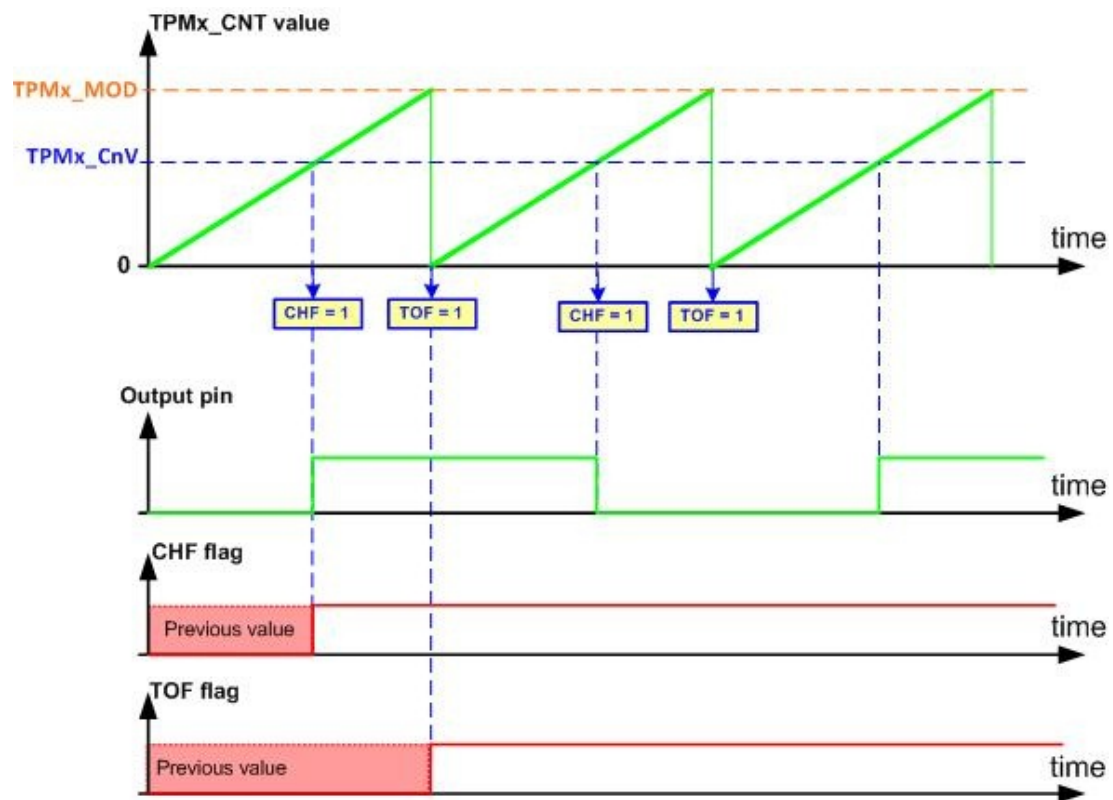 TPMx_CNT value
TPMx_MOD
TPMx_CnV
time
0
CHF = 1
TOF = 1
CHF = 1
TOF = 1
Output pin
time
CHF flag
Previous value
time
TOF flag
Previous value
time